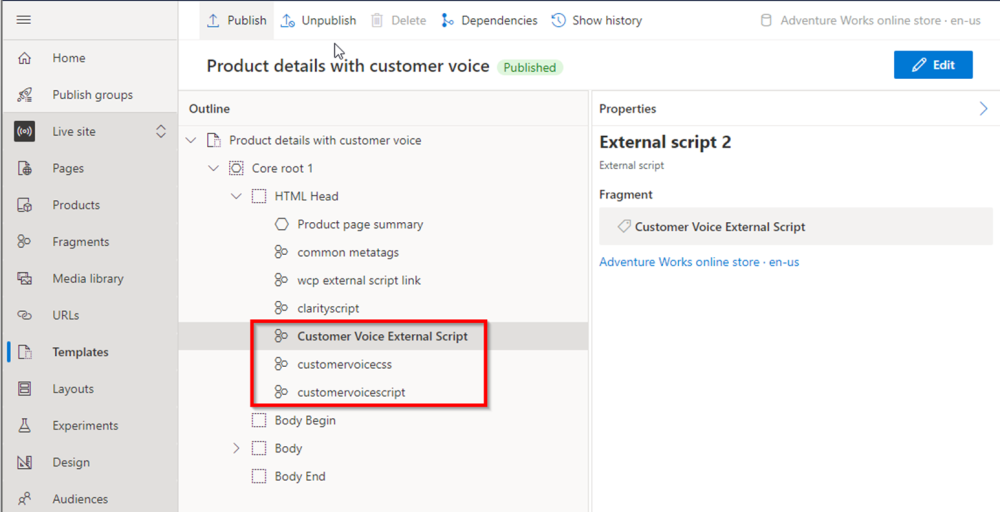 Publish
Unpublish
Delete
Dependencies
Show history
Adventure Works online store · en-us
Home
Publish groups
Live site
Pages
Products
Fragments
Media library
URLs
Templates
Layouts
Experiments
Design
Audiences
Product details with customer voice
Published
Edit
Outline
Product details with customer voice
Core root 1
HTML Head
Product page summary
common metatags
wcp external script link
clarityscript
Customer Voice External Script
customervoicecss
customervoicescript
Body Begin
Body
Body End
Properties
External script 2
External script
Fragment
Customer Voice External Script
Adventure Works online store · en-us